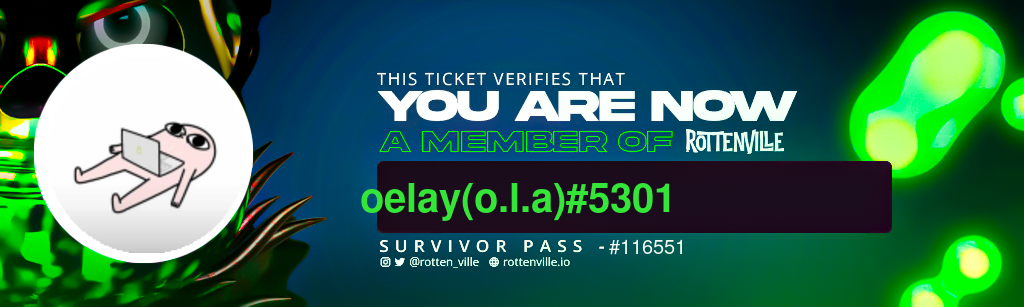 THIS TICKET VERIFIES THAT
YOU ARE NOW
A MEMBER OF ROTTENVILLE
oelay(o.l.a)#5301
SURVIVOR PASS - #116551
@rotten_ville rottenville.io